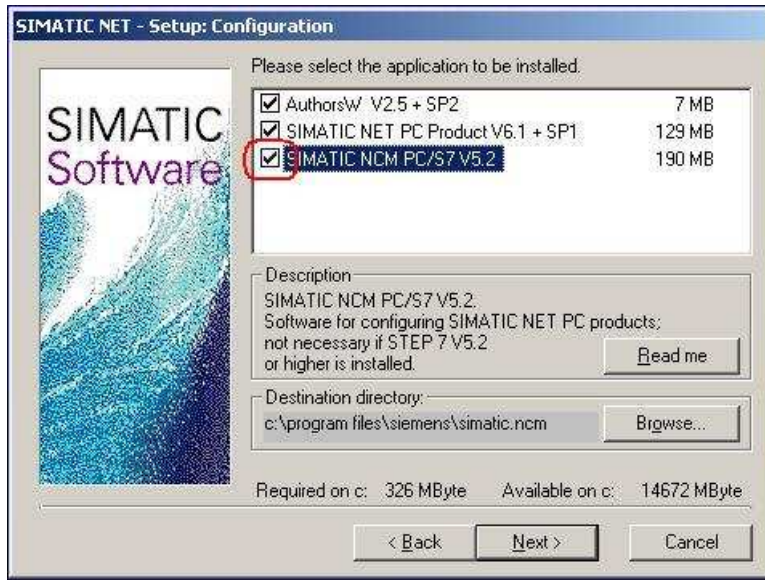 SIMATIC NET - Setup: Configuration
SIMATIC
Software
Please select the application to be installed.
AuthorsW V2.5 + SP2 7 MB
SIMATIC NET PC Product V6.1 + SP1 129 MB
SIMATIC NCM PC/S7 V5.2 190 MB
Description
SIMATIC NCM PC/S7 V5.2.
Software for configuring SIMATIC NET PC products;
not necessary if STEP 7 V5.2
or higher is installed.
Read me
Destination directory:
c:\program files\siemens\simatic.ncm
Browse...
Required on c: 326 MByte Available on c: 14672 MByte
< Back Next > Cancel